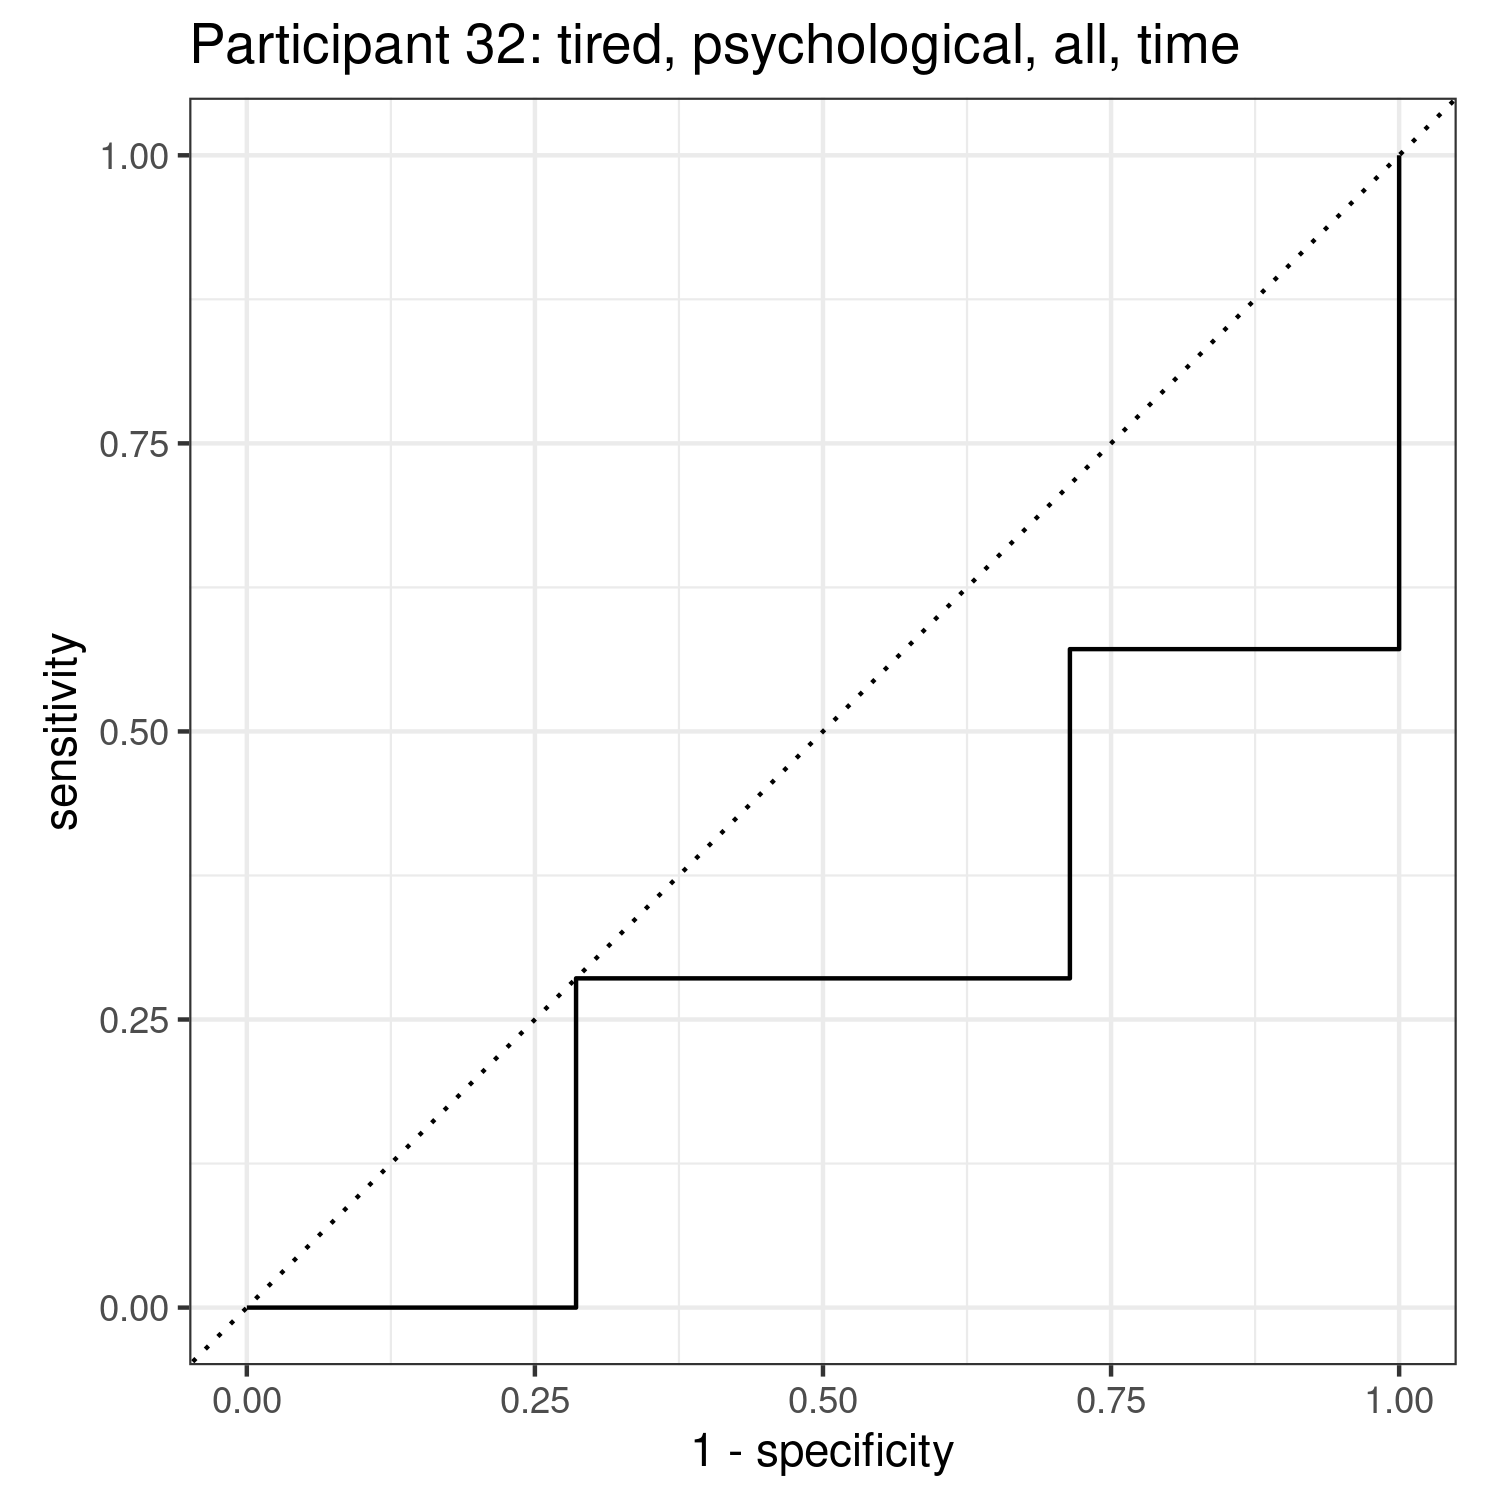 Participant 32: tired, psychological, all, time
1.00
0.75
0.50
0.25
0.00
sensitivity
0.00 0.25 0.50 0.75 1.00
1 - specificity